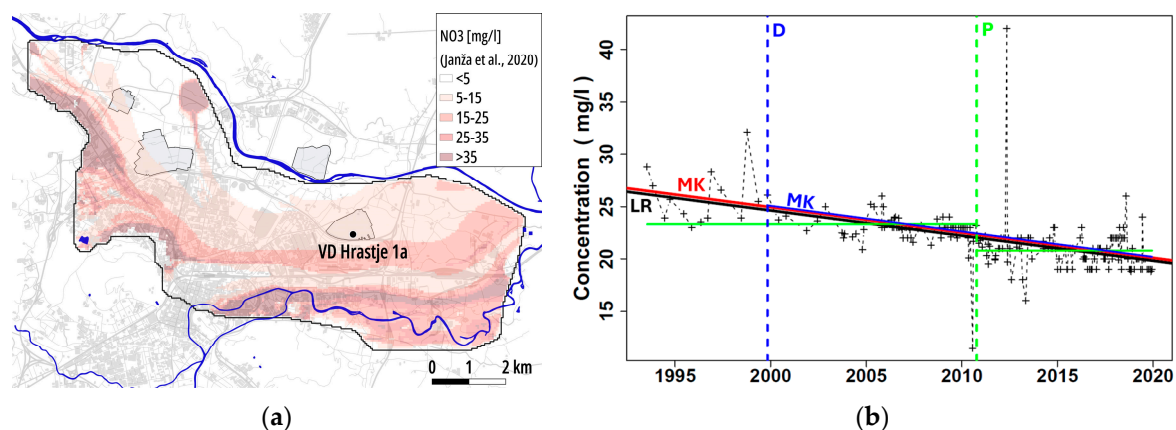 NO3 [mg/l]
(Janža et al., 2020)
<5
5-15
15-25
25-35
>35
VD Hrastje 1a
0 1 2 km
(a)
D
P
Concentration ( mg/l )
40
35
30
25
20
15
MK
LR
MK
1995 2000 2005 2010 2015 2020
(b)